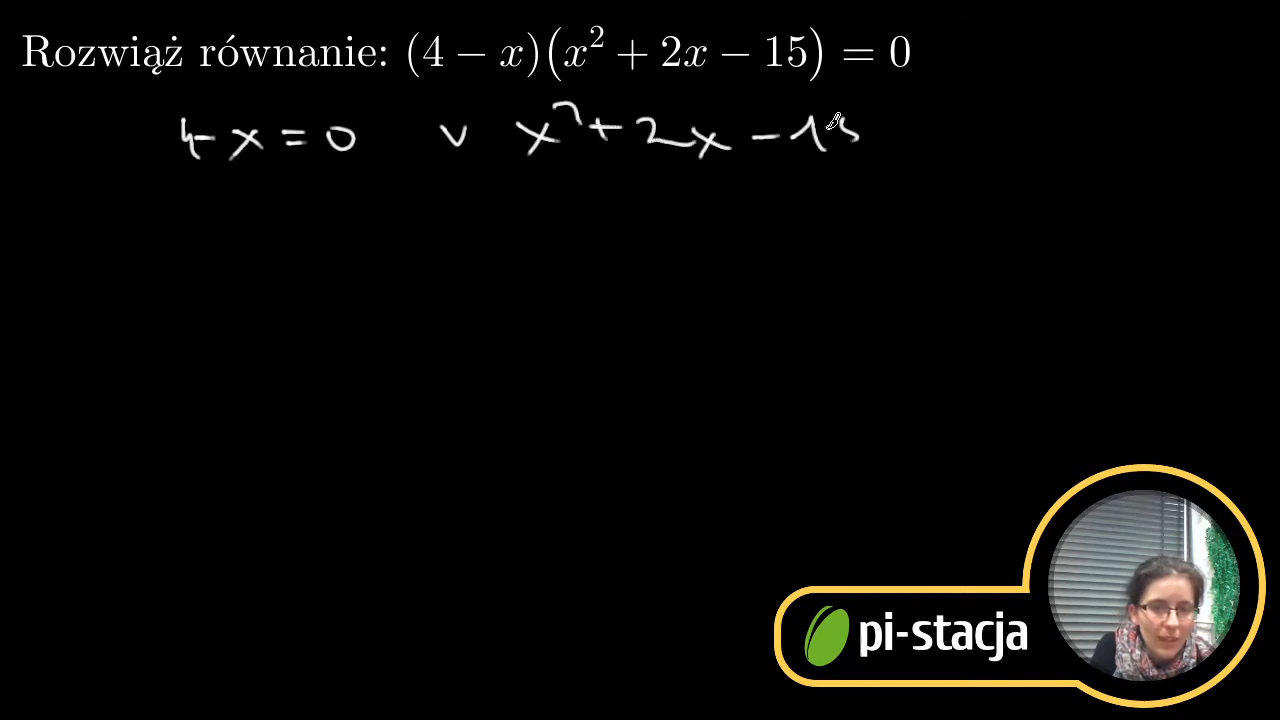 Rozwiąż równanie: (4 − x)(x² + 2x − 15) = 0
4-x=0 v x²+2x-15
pi-stacja